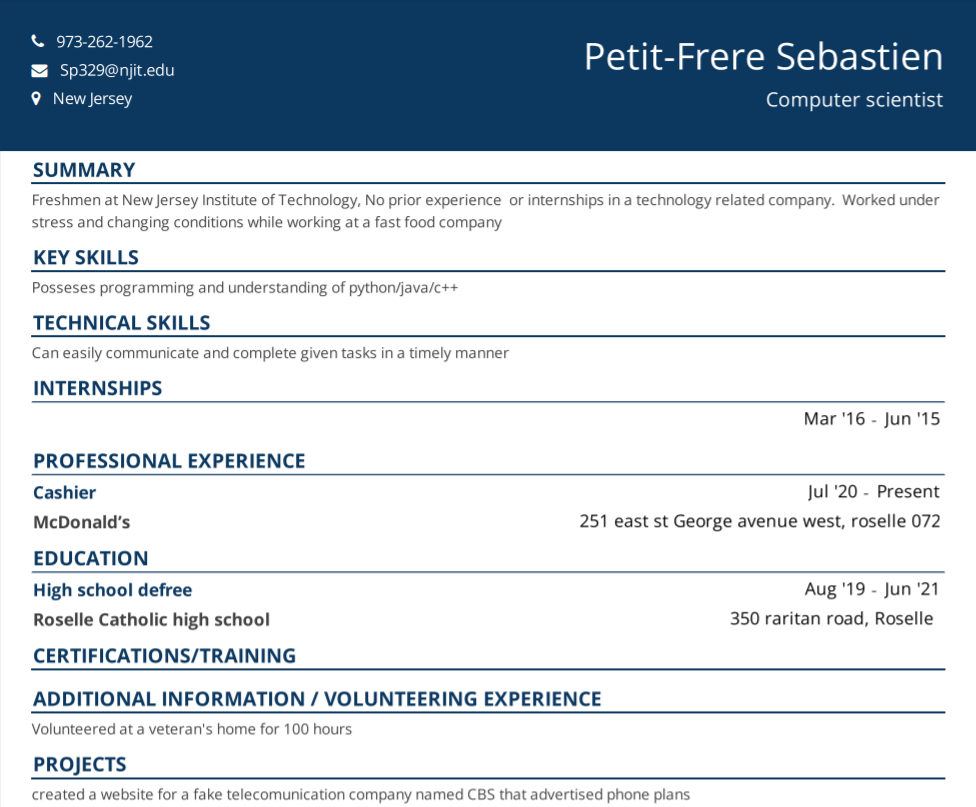 973-262-1962
Sp329@njit.edu
New Jersey
Petit-Frere Sebastien
Computer scientist
SUMMARY
Freshmen at New Jersey Institute of Technology, No prior experience  or internships in a technology related company.  Worked under
stress and changing conditions while working at a fast food company
KEY SKILLS
Posseses programming and understanding of python/java/c++
TECHNICAL SKILLS
Can easily communicate and complete given tasks in a timely manner
INTERNSHIPS
Mar '16 - Jun '15
PROFESSIONAL EXPERIENCE
Cashier Jul '20 - Present
McDonald’s 251 east st George avenue west, roselle 072
EDUCATION
High school defree Aug '19 - Jun '21
Roselle Catholic high school 350 raritan road, Roselle
CERTIFICATIONS/TRAINING
ADDITIONAL INFORMATION / VOLUNTEERING EXPERIENCE
Volunteered at a veteran's home for 100 hours
PROJECTS
created a website for a fake telecomunication company named CBS that advertised phone plans